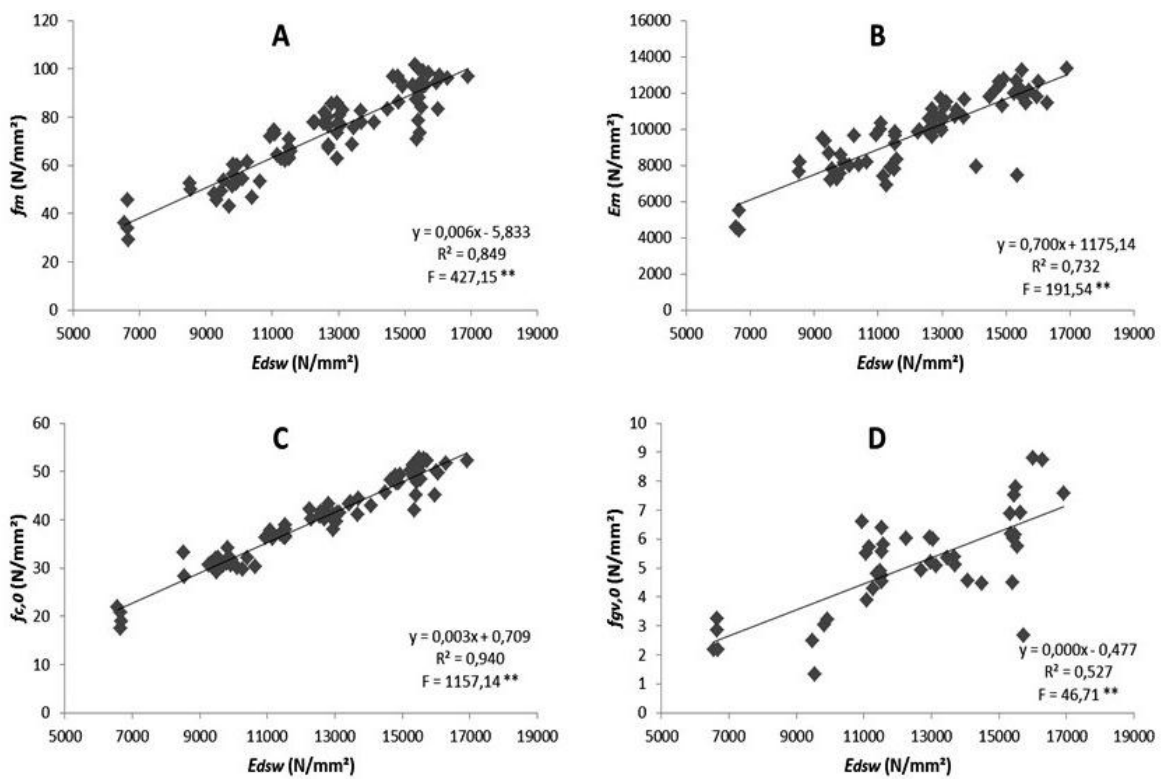 A
120
100
80
60
40
20
0
fm (N/mm²)
y = 0,006x - 5,833
R² = 0,849
F = 427,15 **
5000 7000 9000 11000 13000 15000 17000 19000
Edsw (N/mm²)
B
16000
14000
12000
10000
8000
6000
4000
2000
0
Em (N/mm²)
y = 0,700x + 1175,14
R² = 0,732
F = 191,54 **
5000 7000 9000 11000 13000 15000 17000 19000
Edsw (N/mm²)
C
60
50
40
30
20
10
0
fc,0 (N/mm²)
y = 0,003x + 0,709
R² = 0,940
F = 1157,14 **
5000 7000 9000 11000 13000 15000 17000 19000
Edsw (N/mm²)
D
10
9
8
7
6
5
4
3
2
1
0
fgv,0 (N/mm²)
y = 0,000x - 0,477
R² = 0,527
F = 46,71 **
5000 7000 9000 11000 13000 15000 17000 19000
Edsw (N/mm²)